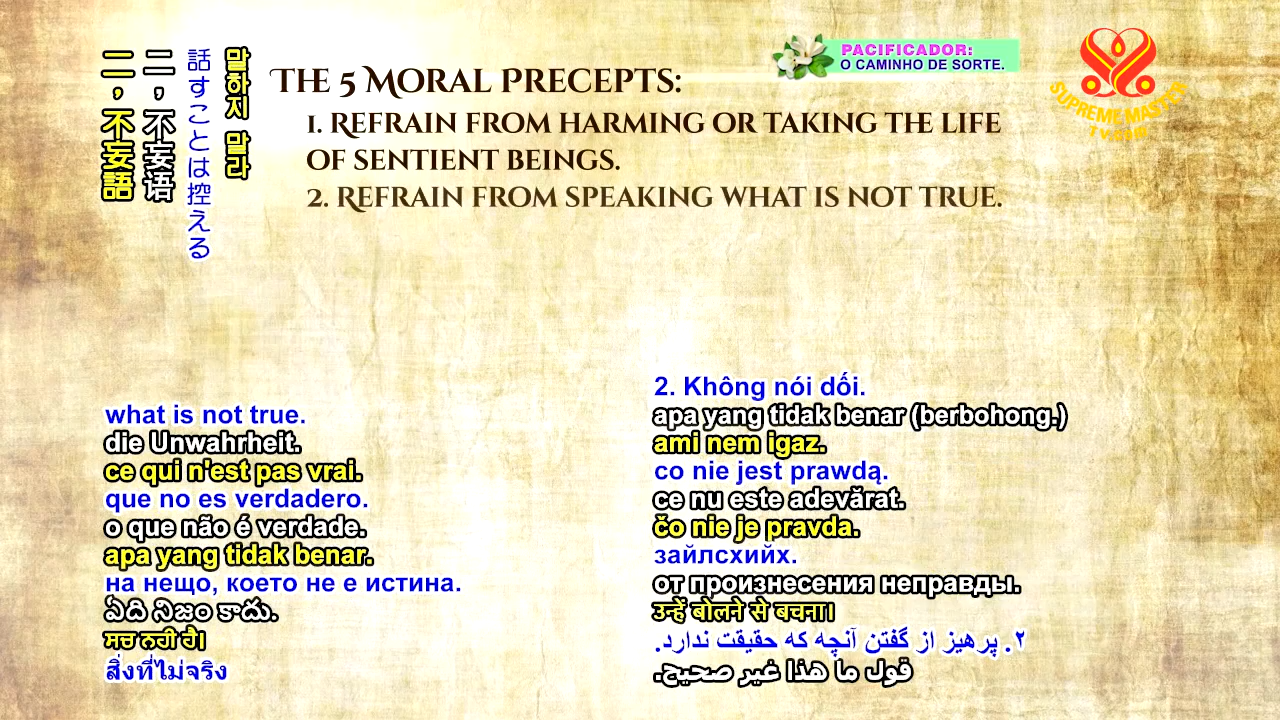 二，不妄語
二，不妄语
話すことは控える
말하지 말라
THE 5 MORAL PRECEPTS:
1. REFRAIN FROM HARMING OR TAKING THE LIFE
OF SENTIENT BEINGS.
2. REFRAIN FROM SPEAKING WHAT IS NOT TRUE.
PACIFICADOR:
O CAMINHO DE SORTE.
SUPREME MASTER
TV.com
what is not true.
die Unwahrheit.
ce qui n'est pas vrai.
que no es verdadero.
o que não é verdade.
apa yang tidak benar.
на нещо, което не е истина.
ఏది నిజం కాదు.
ਸਚ ਨਹੀ ਹੈ।
สิ่งที่ไม่จริง
2. Không nói dối.
apa yang tidak benar (berbohong.)
ami nem igaz.
co nie jest prawdą.
ce nu este adevărat.
čo nie je pravda.
зайлсхийх.
от произнесения неправды.
उन्हें बोलने से बचना।
۲. پرهیز از گفتن آنچه که حقیقت ندارد.
قول ما هذا غير صحيح.